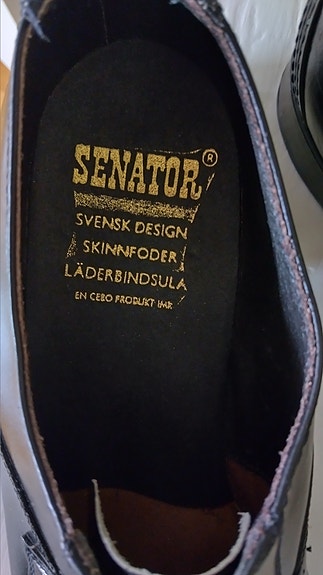 SENATOR®
SVENSK DESIGN
SKINNFODER
LÄDERBINDSULA
EN CEBO PRODUKT